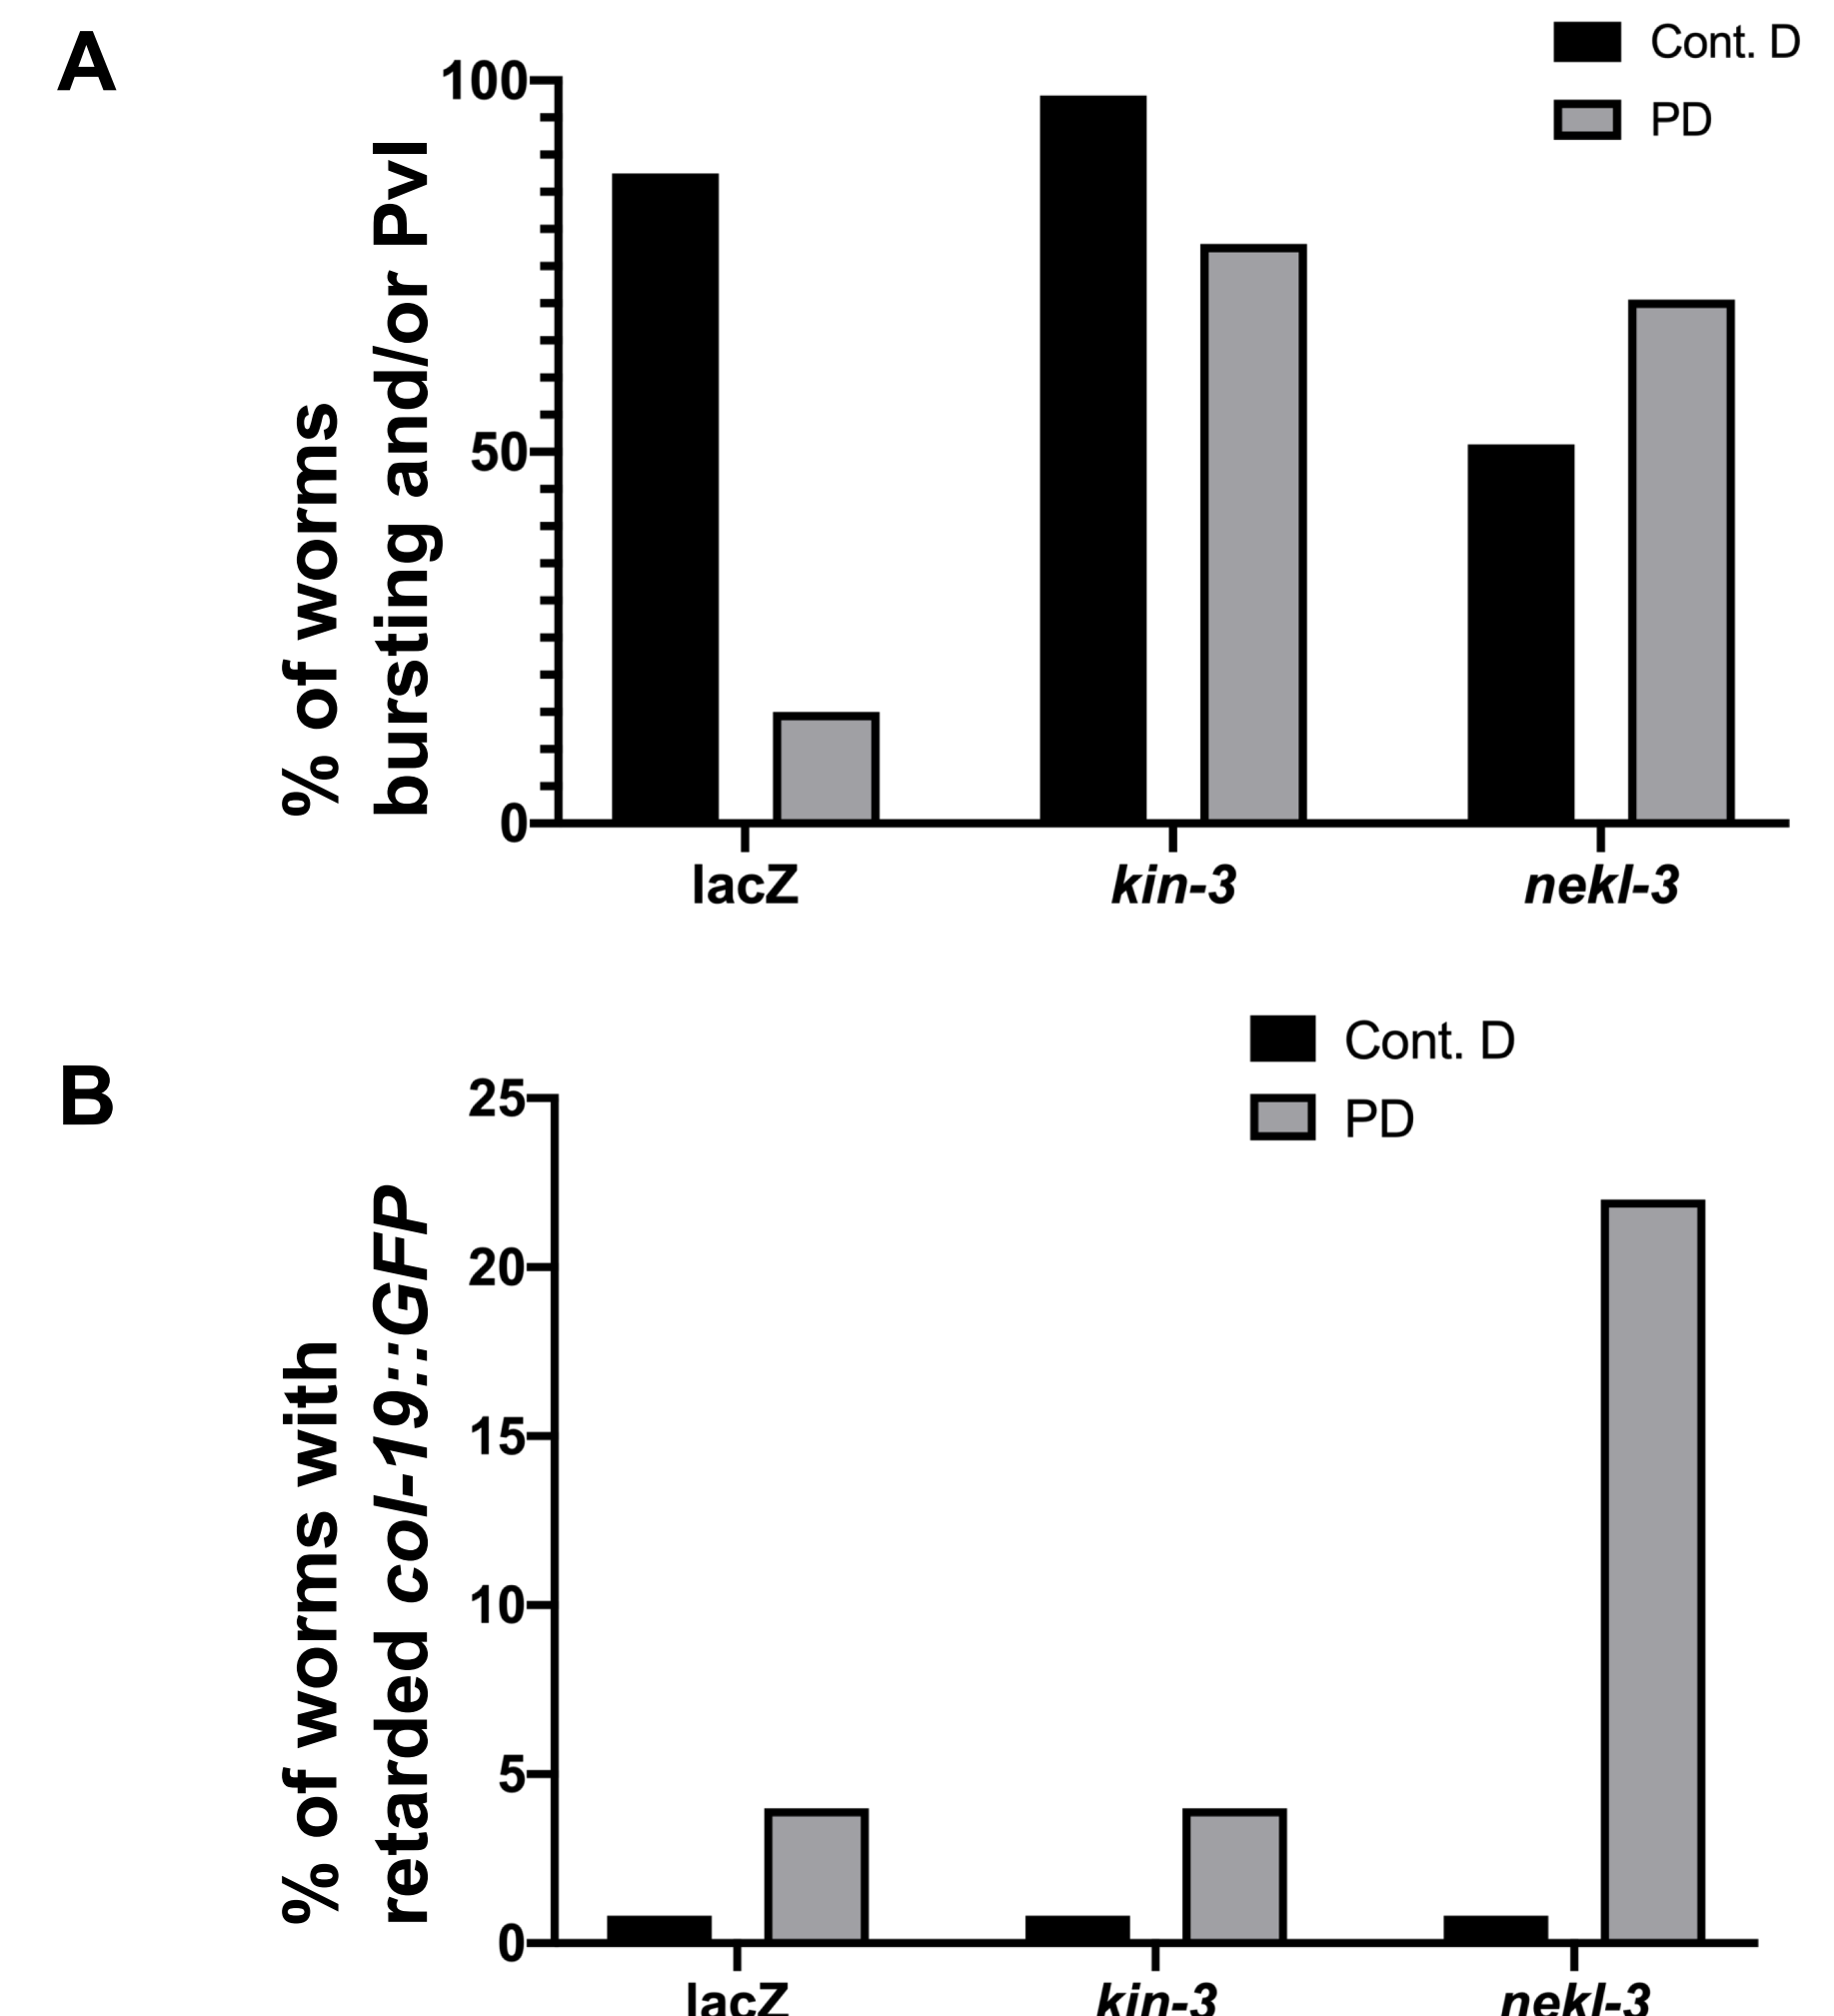 A
Cont. D
PD
100
50
0
% of worms
bursting and/or Pvl
lacZ
kin-3
nekl-3
B
Cont. D
PD
25
20
15
10
5
0
% of worms with
retarded col-19::GFP
lacZ
kin-3
nekl-3